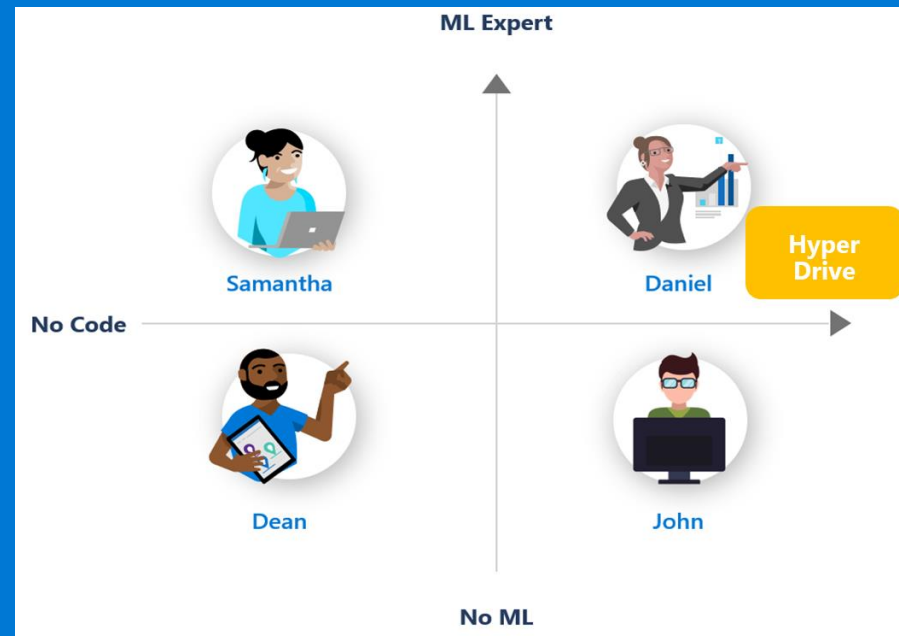 ML Expert
Samantha
Daniel
Hyper
Drive
No Code
Dean
John
No ML